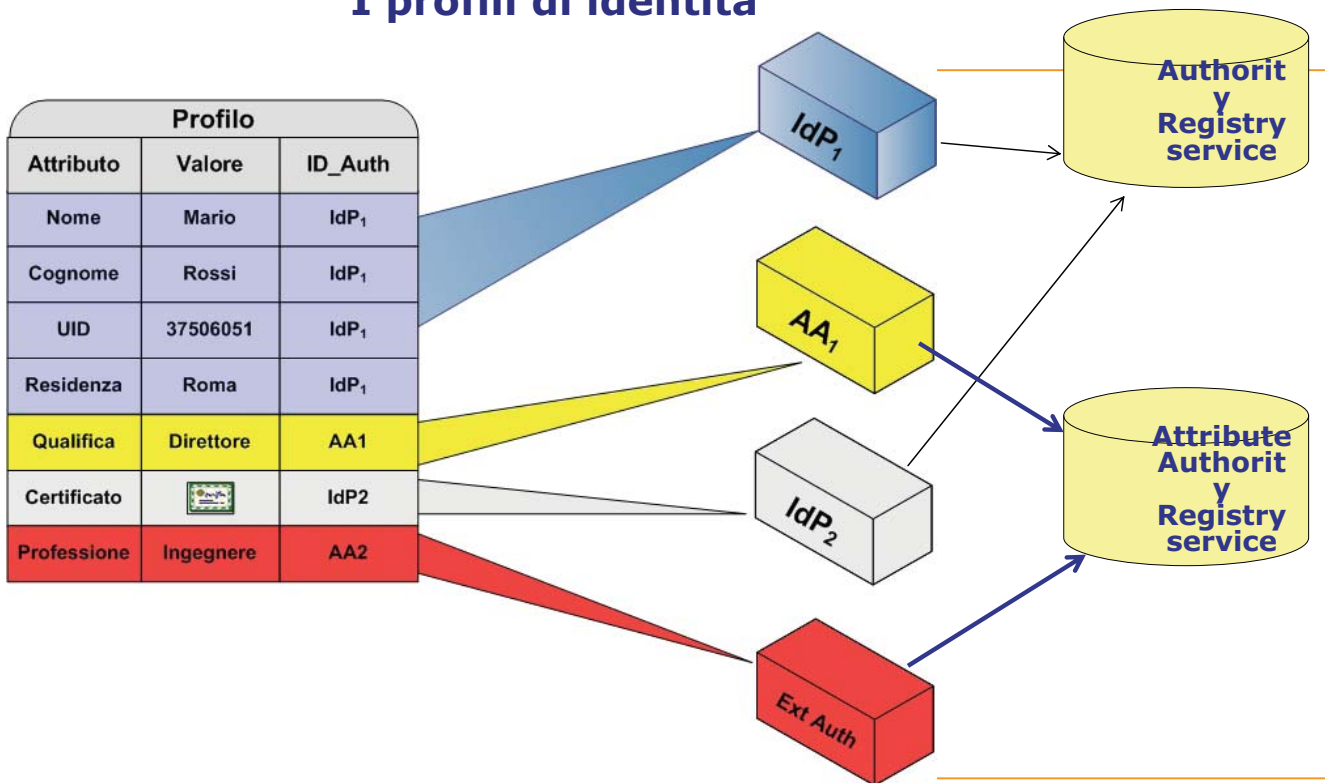 I profili di identità
Profilo
Attributo Valore ID_Auth
Nome Mario IdP₁
Cognome Rossi IdP₁
UID 37506051 IdP₁
Residenza Roma IdP₁
Qualifica Direttore AA1
Certificato IdP2
Professione Ingegnere AA2
IdP₁
AA₁
IdP₂
Ext Auth
Authorit
y
Registry
service
Attribute
Authorit
y
Registry
service